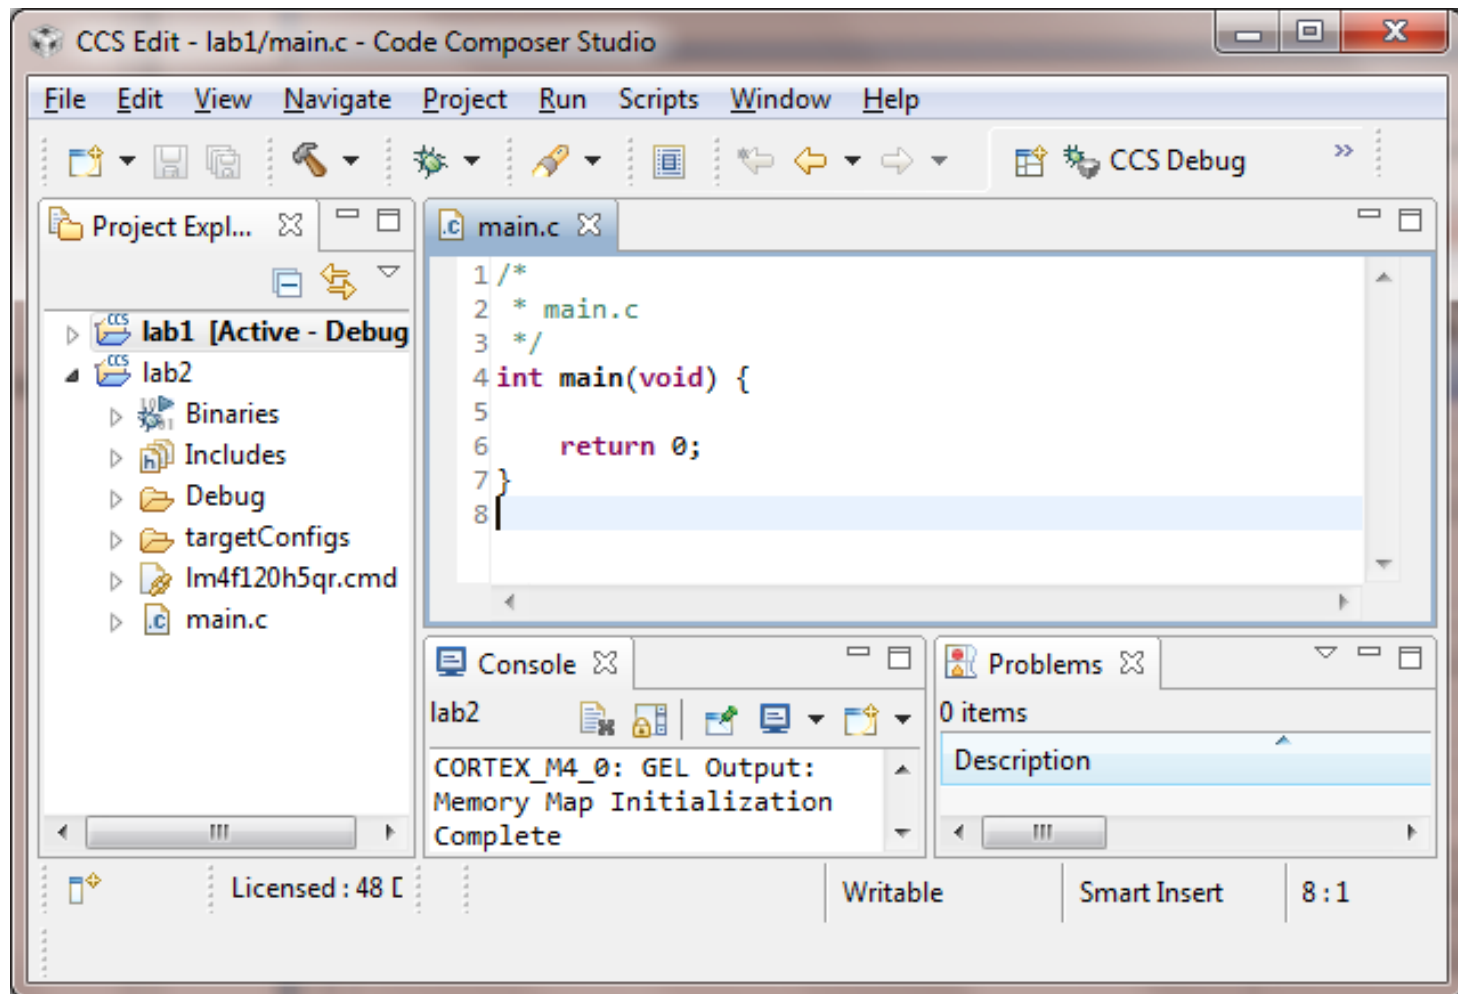 CCS Edit - lab1/main.c - Code Composer Studio
File Edit View Navigate Project Run Scripts Window Help
CCS Debug
Project Expl...
lab1 [Active - Debug
lab2
Binaries
Includes
Debug
targetConfigs
lm4f120h5qr.cmd
main.c
main.c
1 /*
2 * main.c
3 */
4 int main(void) {
5
6 return 0;
7 }
8
Console
lab2
CORTEX_M4_0: GEL Output:
Memory Map Initialization
Complete
Problems
0 items
Description
Licensed : 48 D
Writable
Smart Insert
8 : 1